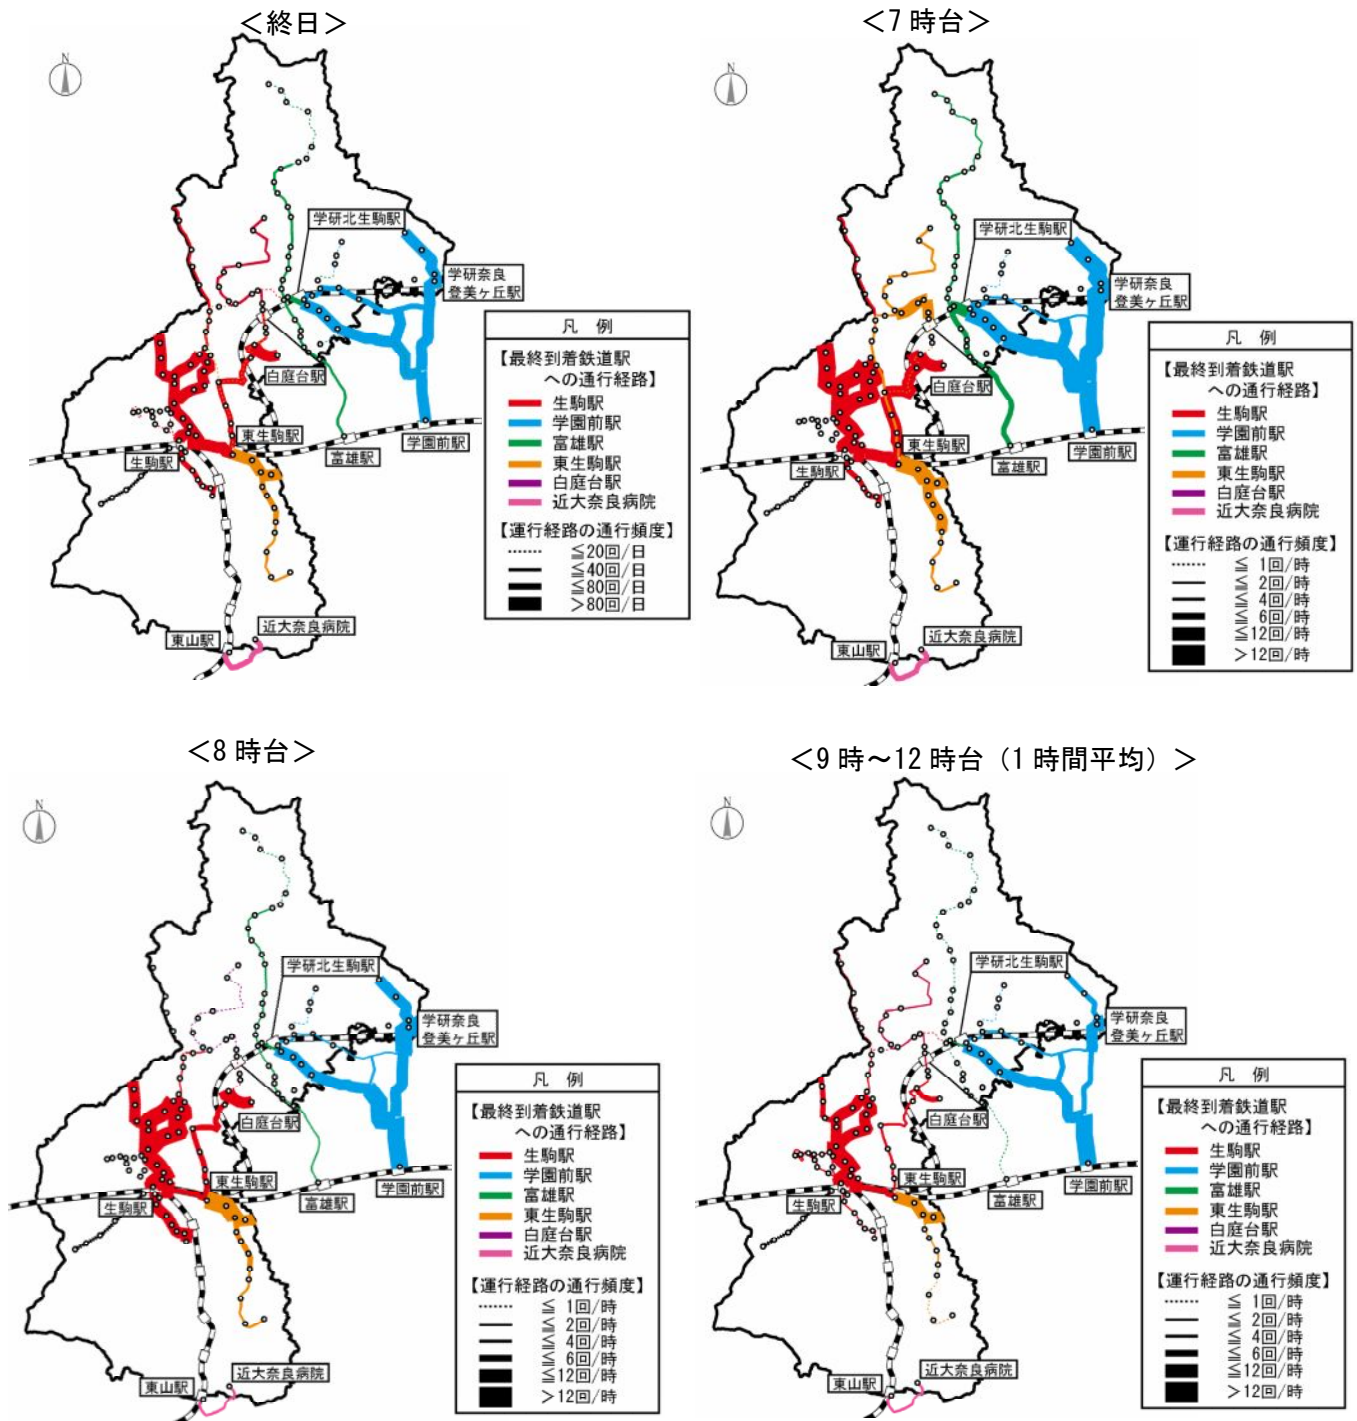 ＜終日＞
N
学研北生駒駅
学研奈良
登美ヶ丘駅
白庭台駅
東生駒駅
生駒駅
富雄駅
学園前駅
東山駅
近大奈良病院
凡 例
【最終到着鉄道駅
への通行経路】
生駒駅
学園前駅
富雄駅
東生駒駅
白庭台駅
近大奈良病院
【運行経路の通行頻度】
≦20回/日
≦40回/日
≦80回/日
＞80回/日
＜7時台＞
N
学研北生駒駅
学研奈良
登美ヶ丘駅
白庭台駅
東生駒駅
生駒駅
富雄駅
学園前駅
東山駅
近大奈良病院
凡 例
【最終到着鉄道駅
への通行経路】
生駒駅
学園前駅
富雄駅
東生駒駅
白庭台駅
近大奈良病院
【運行経路の通行頻度】
≦ 1回/時
≦ 2回/時
≦ 4回/時
≦ 6回/時
≦12回/時
＞12回/時
＜8時台＞
N
学研北生駒駅
学研奈良
登美ヶ丘駅
白庭台駅
東生駒駅
生駒駅
富雄駅
学園前駅
東山駅
近大奈良病院
凡 例
【最終到着鉄道駅
への通行経路】
生駒駅
学園前駅
富雄駅
東生駒駅
白庭台駅
近大奈良病院
【運行経路の通行頻度】
≦ 1回/時
≦ 2回/時
≦ 4回/時
≦ 6回/時
≦12回/時
＞12回/時
＜9時～12時台（1時間平均）＞
N
学研北生駒駅
学研奈良
登美ヶ丘駅
白庭台駅
東生駒駅
生駒駅
富雄駅
学園前駅
東山駅
近大奈良病院
凡 例
【最終到着鉄道駅
への通行経路】
生駒駅
学園前駅
富雄駅
東生駒駅
白庭台駅
近大奈良病院
【運行経路の通行頻度】
≦ 1回/時
≦ 2回/時
≦ 4回/時
≦ 6回/時
≦12回/時
＞12回/時